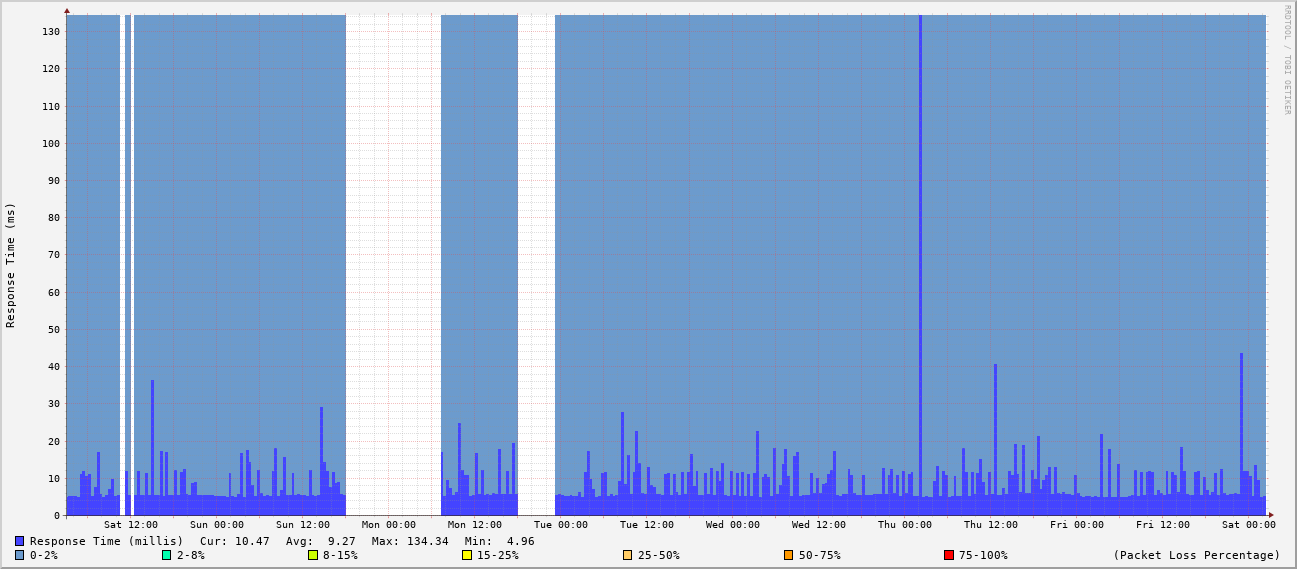 RRDTOOL / TOBI OETIKER
Response Time (ms)
130
120
110
100
90
80
70
60
50
40
30
20
10
0
Sat 12:00 Sun 00:00 Sun 12:00 Mon 00:00 Mon 12:00 Tue 00:00 Tue 12:00 Wed 00:00 Wed 12:00 Thu 00:00 Thu 12:00 Fri 00:00 Fri 12:00 Sat 00:00
Response Time (millis) Cur: 10.47 Avg: 9.27 Max: 134.34 Min: 4.96
0-2% 2-8% 8-15% 15-25% 25-50% 50-75% 75-100% (Packet Loss Percentage)